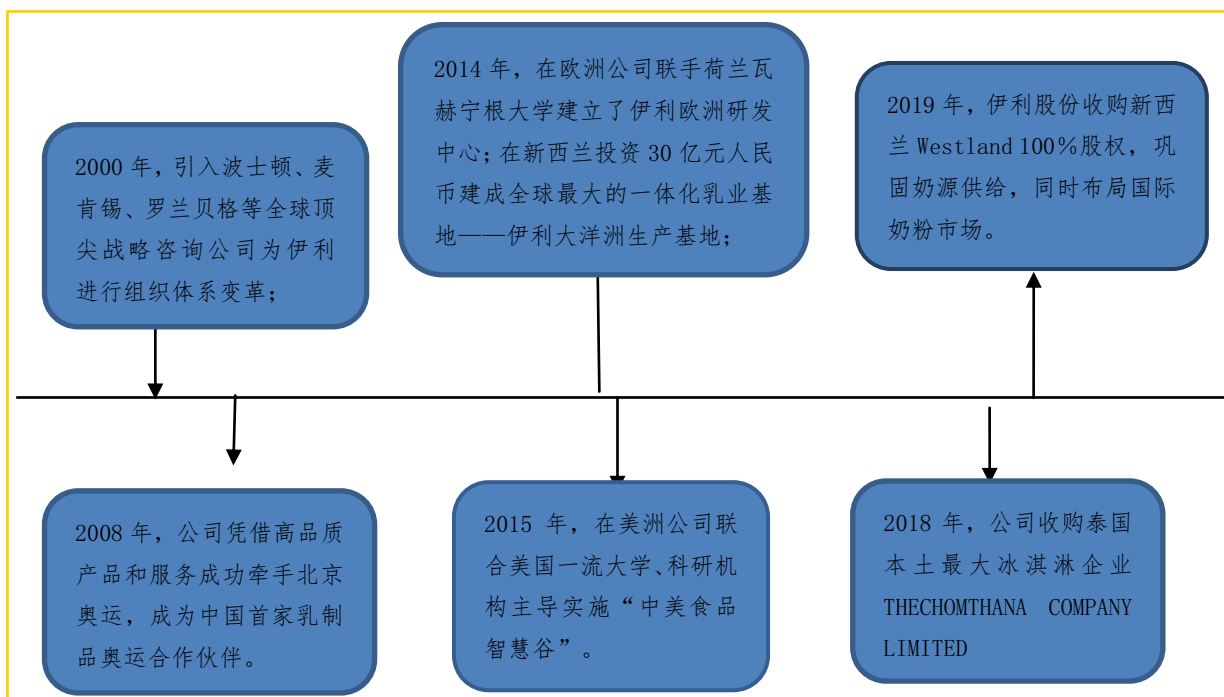 2000 年，引入波士顿、麦
肯锡、罗兰贝格等全球顶
尖战略咨询公司为伊利
进行组织体系变革；
2014 年，在欧洲公司联手荷兰瓦
赫宁根大学建立了伊利欧洲研发
中心；在新西兰投资 30 亿元人民
币建成全球最大的一体化乳业基
地——伊利大洋洲生产基地；
2019 年，伊利股份收购新西
兰 Westland 100％股权，巩
固奶源供给，同时布局国际
奶粉市场。
2008 年，公司凭借高品质
产品和服务成功牵手北京
奥运，成为中国首家乳制
品奥运合作伙伴。
2015 年，在美洲公司联
合美国一流大学、科研机
构主导实施“中美食品
智慧谷”。
2018 年，公司收购泰国
本土最大冰淇淋企业
THECHOMTHANA COMPANY
LIMITED